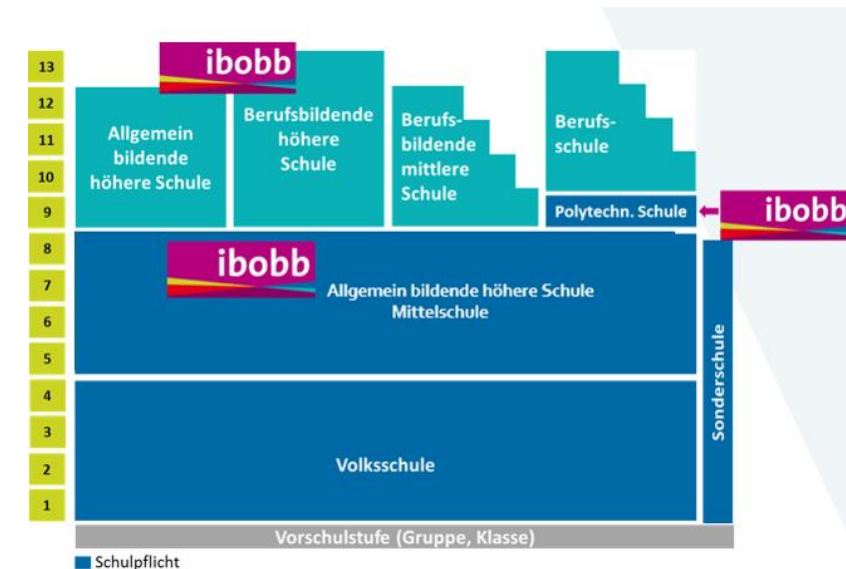 13
12
11
10
9
8
7
6
5
4
3
2
1
ibobb
Allgemein
bildende
höhere Schule
Berufsbildende
höhere
Schule
Berufs-
bildende
mittlere
Schule
Berufs-
schule
Polytechn. Schule
ibobb
ibobb
Allgemein bildende höhere Schule
Mittelschule
Volksschule
Sonderschule
Vorschulstufe (Gruppe, Klasse)
Schulpflicht